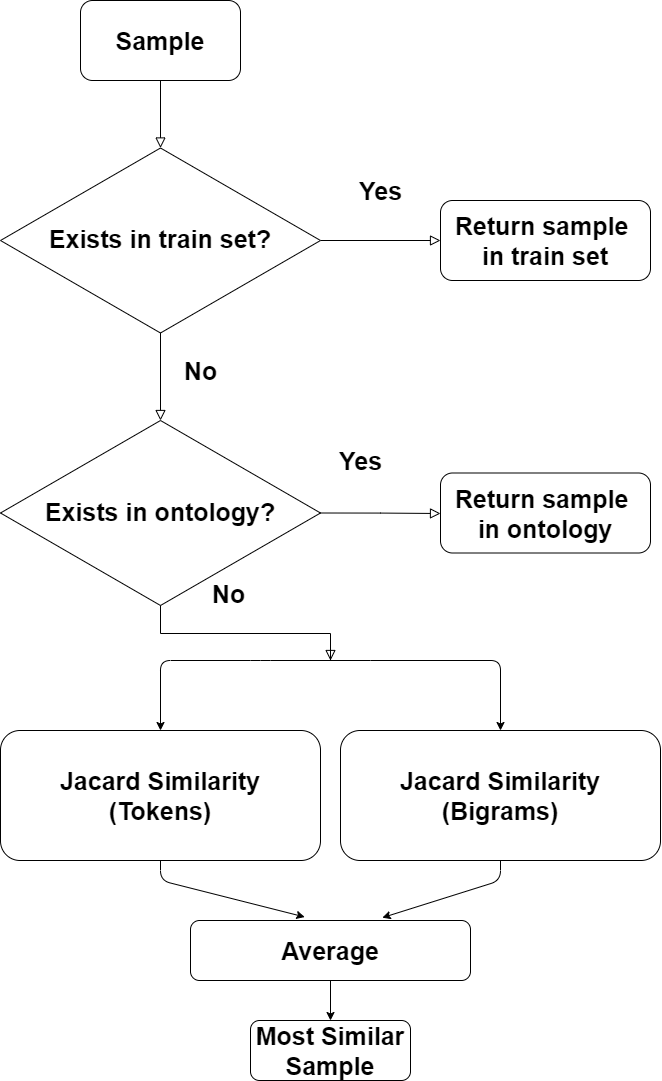 Sample
Yes
Exists in train set?
Return sample
in train set
No
Yes
Exists in ontology?
Return sample
in ontology
No
Jacard Similarity
(Tokens)
Jacard Similarity
(Bigrams)
Average
Most Similar
Sample